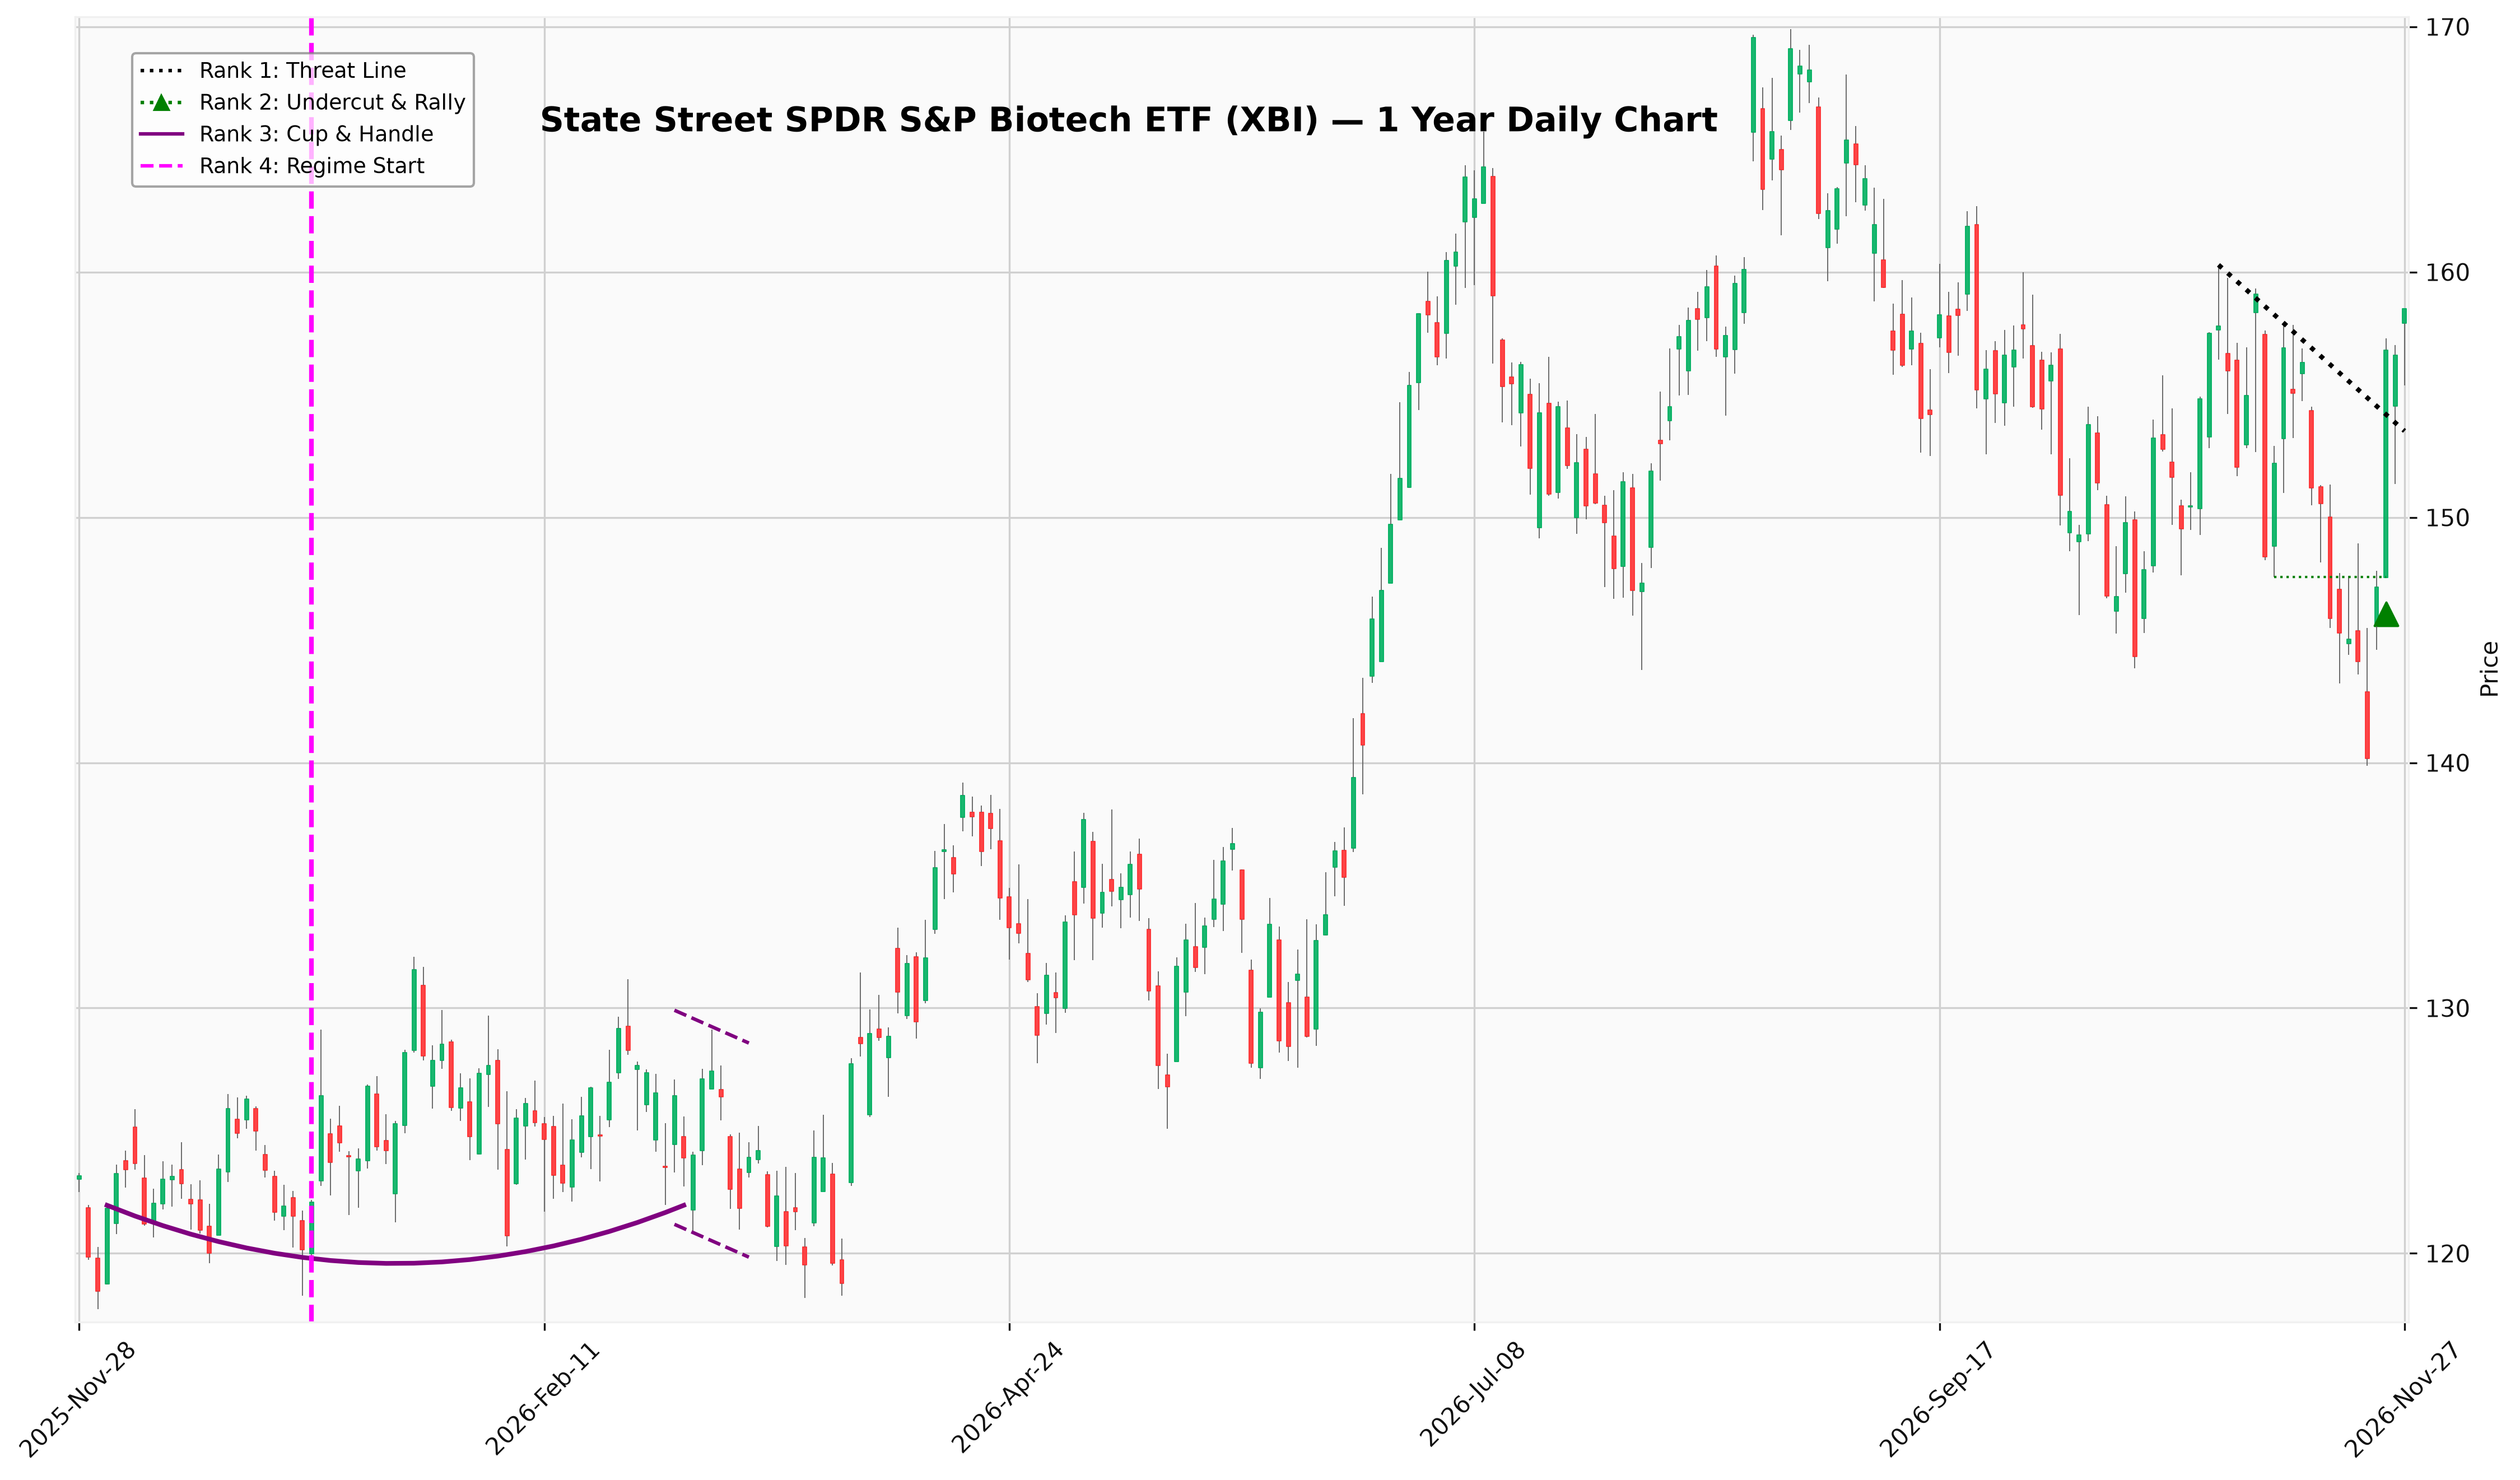 State Street SPDR S&P Biotech ETF (XBI) — 1 Year Daily Chart
Rank 1: Threat Line
Rank 2: Undercut & Rally
Rank 3: Cup & Handle
Rank 4: Regime Start
170
160
150
140
130
120
Price
2025-Nov-28
2026-Feb-11
2026-Apr-24
2026-Jul-08
2026-Sep-17
2026-Nov-27